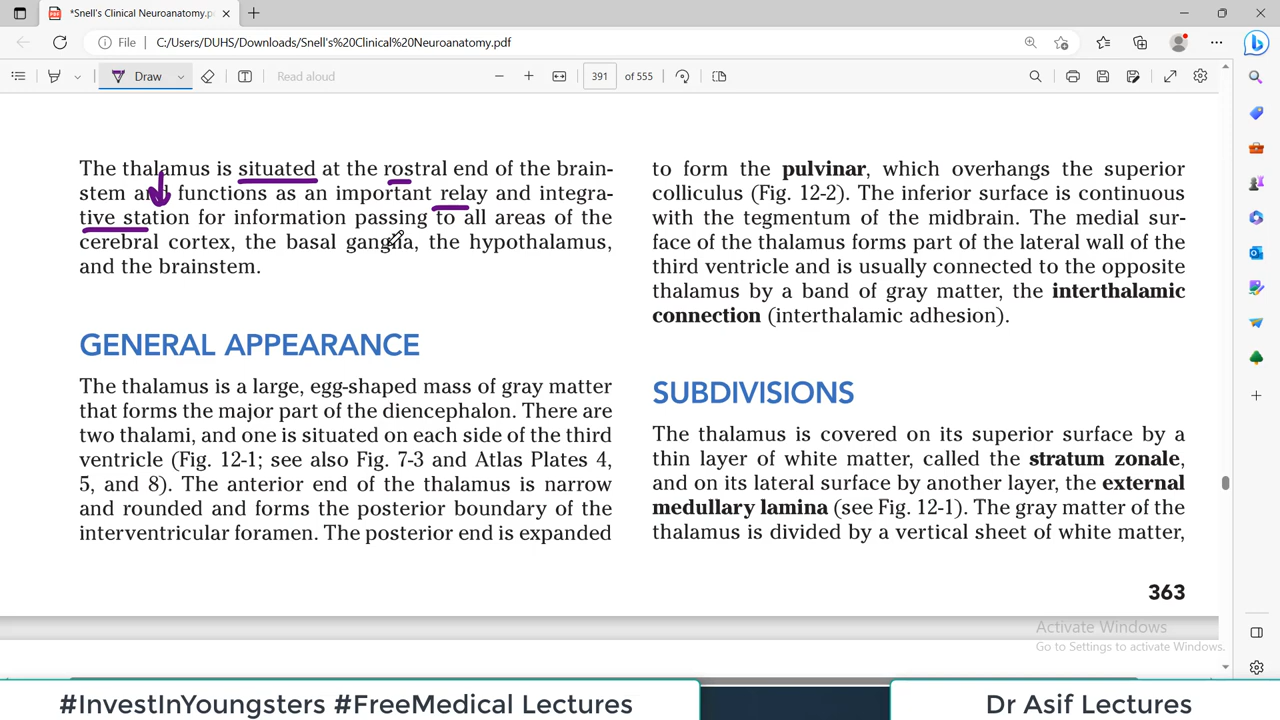 *Snell's Clinical Neuroanatomy.p
File
C:/Users/DUHS/Downloads/Snell's%20Clinical%20Neuroanatomy.pdf
Draw
Read aloud
391
of 555
The thalamus is situated at the rostral end of the brain-
stem and functions as an important relay and integra-
tive station for information passing to all areas of the
cerebral cortex, the basal ganglia, the hypothalamus,
and the brainstem.
GENERAL APPEARANCE
The thalamus is a large, egg-shaped mass of gray matter
that forms the major part of the diencephalon. There are
two thalami, and one is situated on each side of the third
ventricle (Fig. 12-1; see also Fig. 7-3 and Atlas Plates 4,
5, and 8). The anterior end of the thalamus is narrow
and rounded and forms the posterior boundary of the
interventricular foramen. The posterior end is expanded
to form the pulvinar, which overhangs the superior
colliculus (Fig. 12-2). The inferior surface is continuous
with the tegmentum of the midbrain. The medial sur-
face of the thalamus forms part of the lateral wall of the
third ventricle and is usually connected to the opposite
thalamus by a band of gray matter, the interthalamic
connection (interthalamic adhesion).
SUBDIVISIONS
The thalamus is covered on its superior surface by a
thin layer of white matter, called the stratum zonale,
and on its lateral surface by another layer, the external
medullary lamina (see Fig. 12-1). The gray matter of the
thalamus is divided by a vertical sheet of white matter,
363
Activate Windows
Go to Settings to activate Windows.
#InvestInYoungsters #FreeMedical Lectures
Dr Asif Lectures